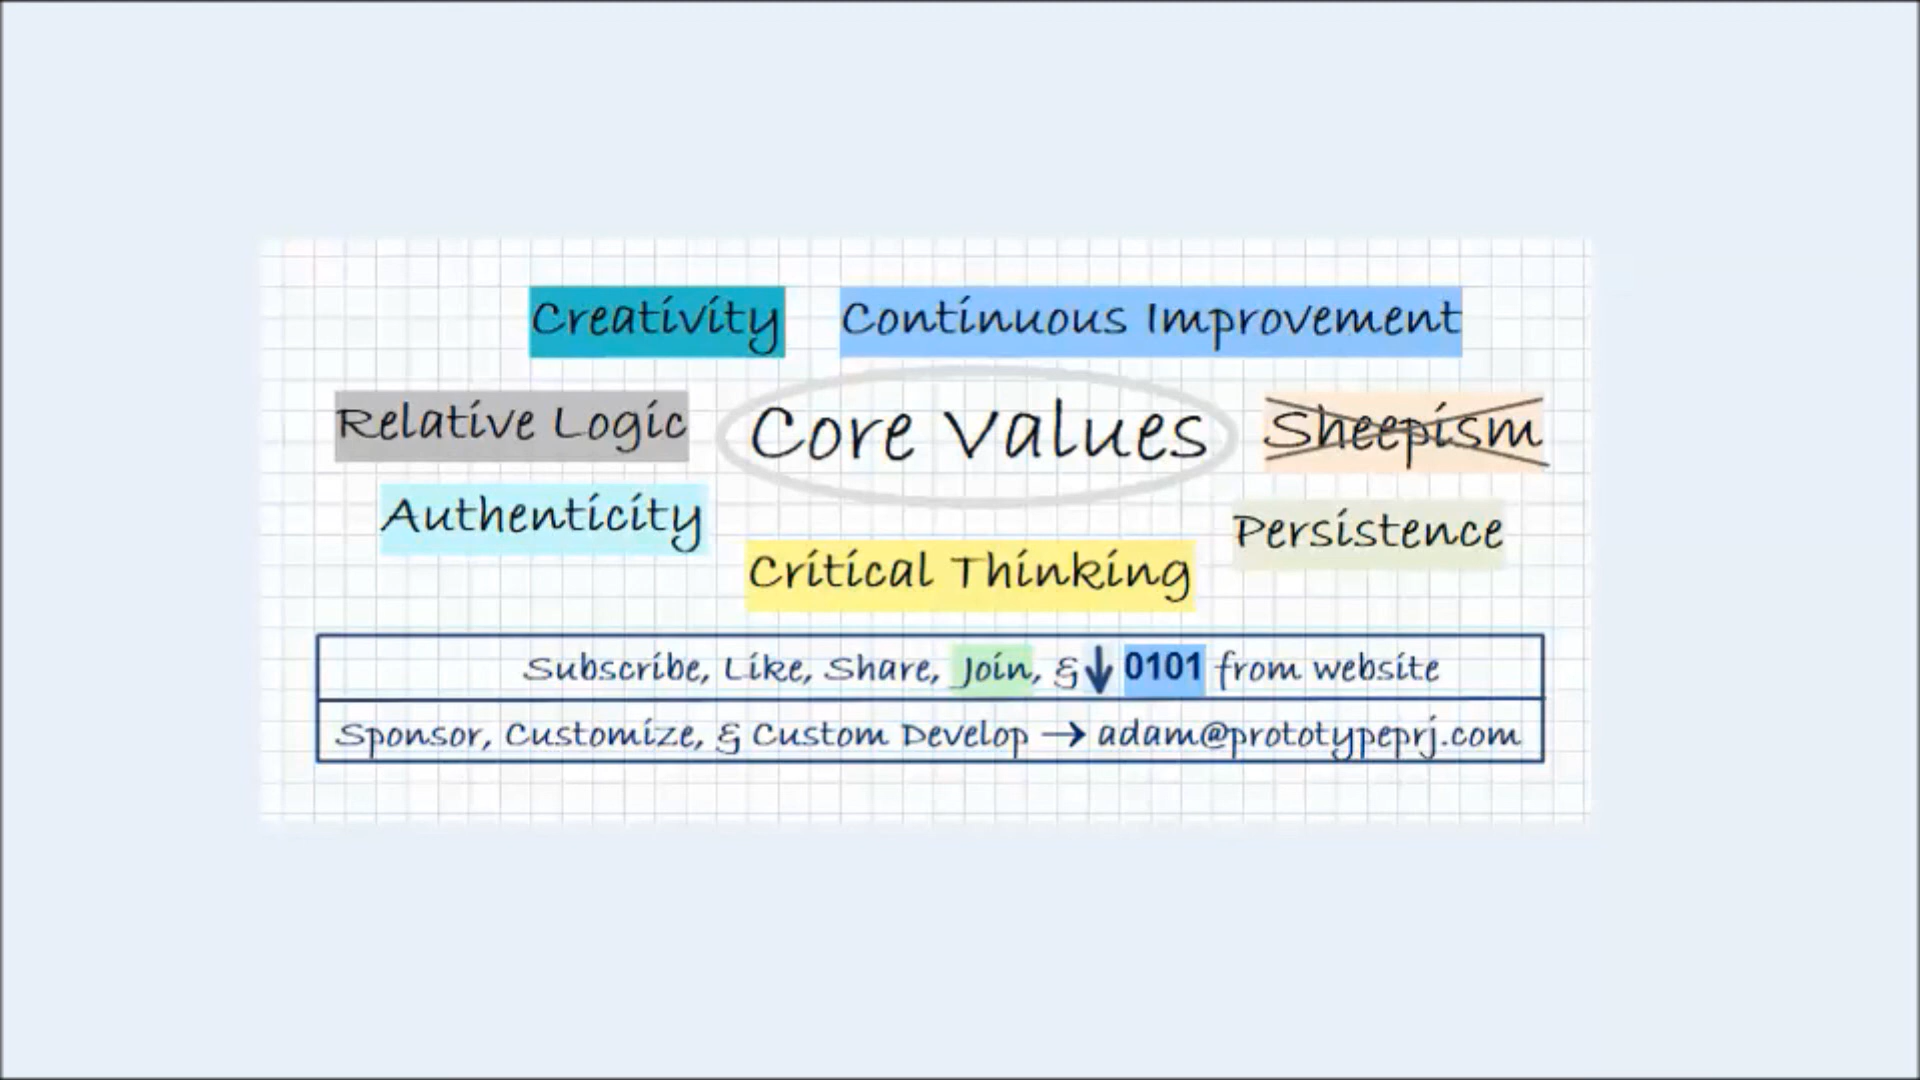 Creativity
Continuous Improvement
Relative Logic
Core Values
Sheepism
Authenticity
Persistence
Critical Thinking
Subscribe, Like, Share, Join, &↓ 0101 from website
Sponsor, Customize, & Custom Develop → adam@prototypeprj.com